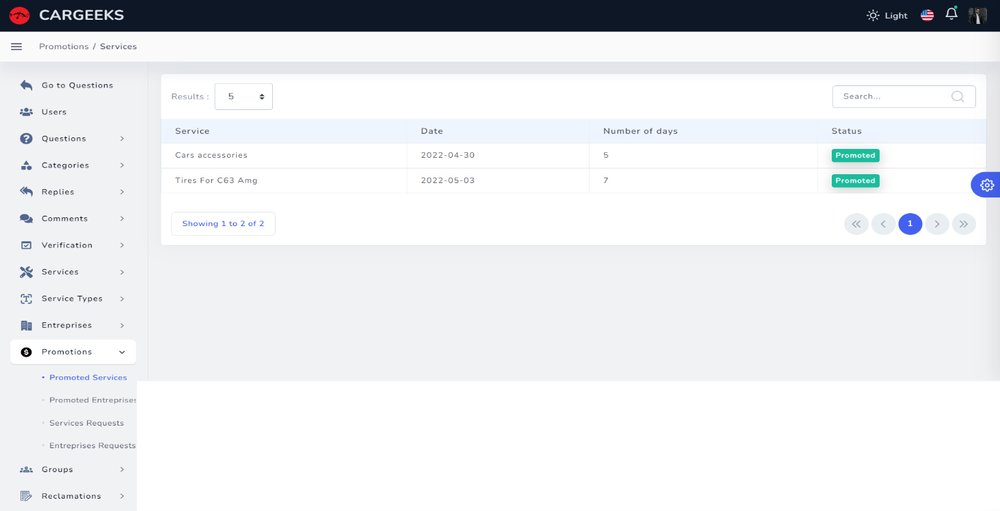 CARGEEKS
Light
Promotions / Services
Go to Questions
Users
Questions
Categories
Replies
Comments
Verification
Services
Service Types
Entreprises
Promotions
Promoted Services
Promoted Entreprises
Services Requests
Entreprises Requests
Groups
Reclamations
Results : 5
Search...
Service Date Number of days Status
Cars accessories 2022-04-30 5 Promoted
Tires For C63 Amg 2022-05-03 7 Promoted
Showing 1 to 2 of 2
1